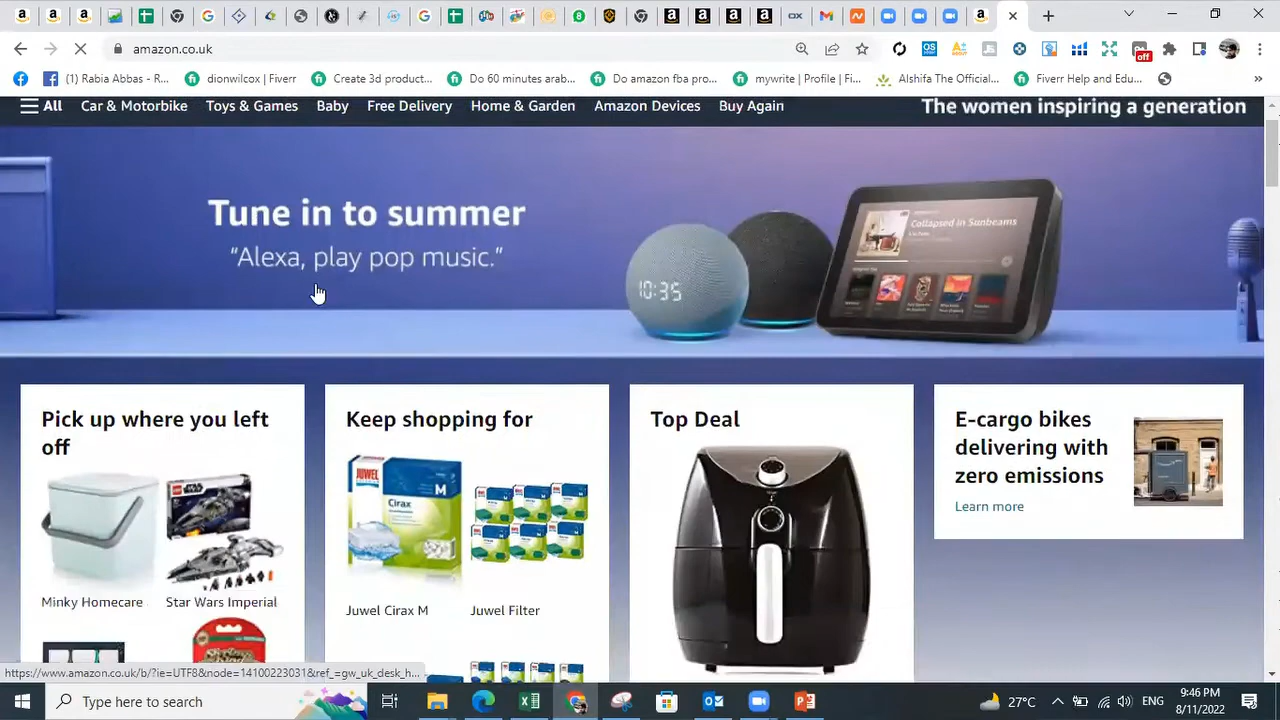 amazon.co.uk
off
(1) Rabia Abbas - R...
dionwilcox | Fiverr
Create 3d product...
Do 60 minutes arab...
Do amazon fba pro...
mywrite | Profile | Fi...
Alshifa The Official...
Fiverr Help and Edu...
All
Car & Motorbike
Toys & Games
Baby
Free Delivery
Home & Garden
Amazon Devices
Buy Again
The women inspiring a generation
Tune in to summer
“Alexa, play pop music.”
10:35
Collapsed in Sunbeams
Pick up where you left
off
Minky Homecare
Star Wars Imperial
Keep shopping for
JUWEL
M
Cirax
Juwel Cirax M
Juwel Filter
Top Deal
E-cargo bikes
delivering with
zero emissions
Learn more
https://www.amazon.co.uk/b/?ie=UTF8&node=14100223031&ref_=gw_uk_desk_h...
Type here to search
27°C
ENG
9:46 PM
8/11/2022